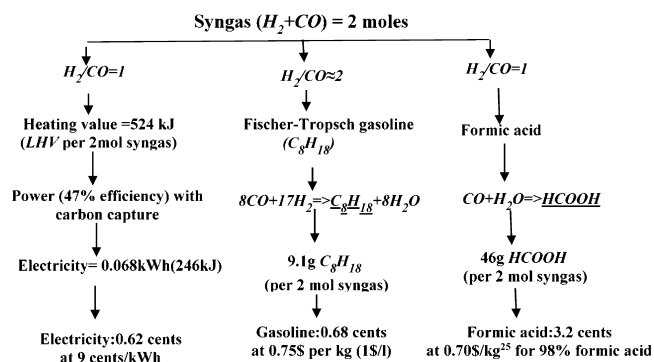 Syngas (H₂+CO) = 2 moles
H₂/CO=1
H₂/CO≈2
H₂/CO=1
Heating value =524 kJ
(LHV per 2mol syngas)
Fischer-Tropsch gasoline
(C₈H₁₈)
Formic acid
Power (47% efficiency) with
carbon capture
8CO+17H₂=>C₈H₁₈+8H₂O
CO+H₂O=>HCOOH
Electricity= 0.068kWh(246kJ)
9.1g C₈H₁₈
(per 2 mol syngas)
46g HCOOH
(per 2 mol syngas)
Electricity:0.62 cents
at 9 cents/kWh
Gasoline:0.68 cents
at 0.75$ per kg (1$/l)
Formic acid:3.2 cents
at 0.70$/kg²⁵ for 98% formic acid